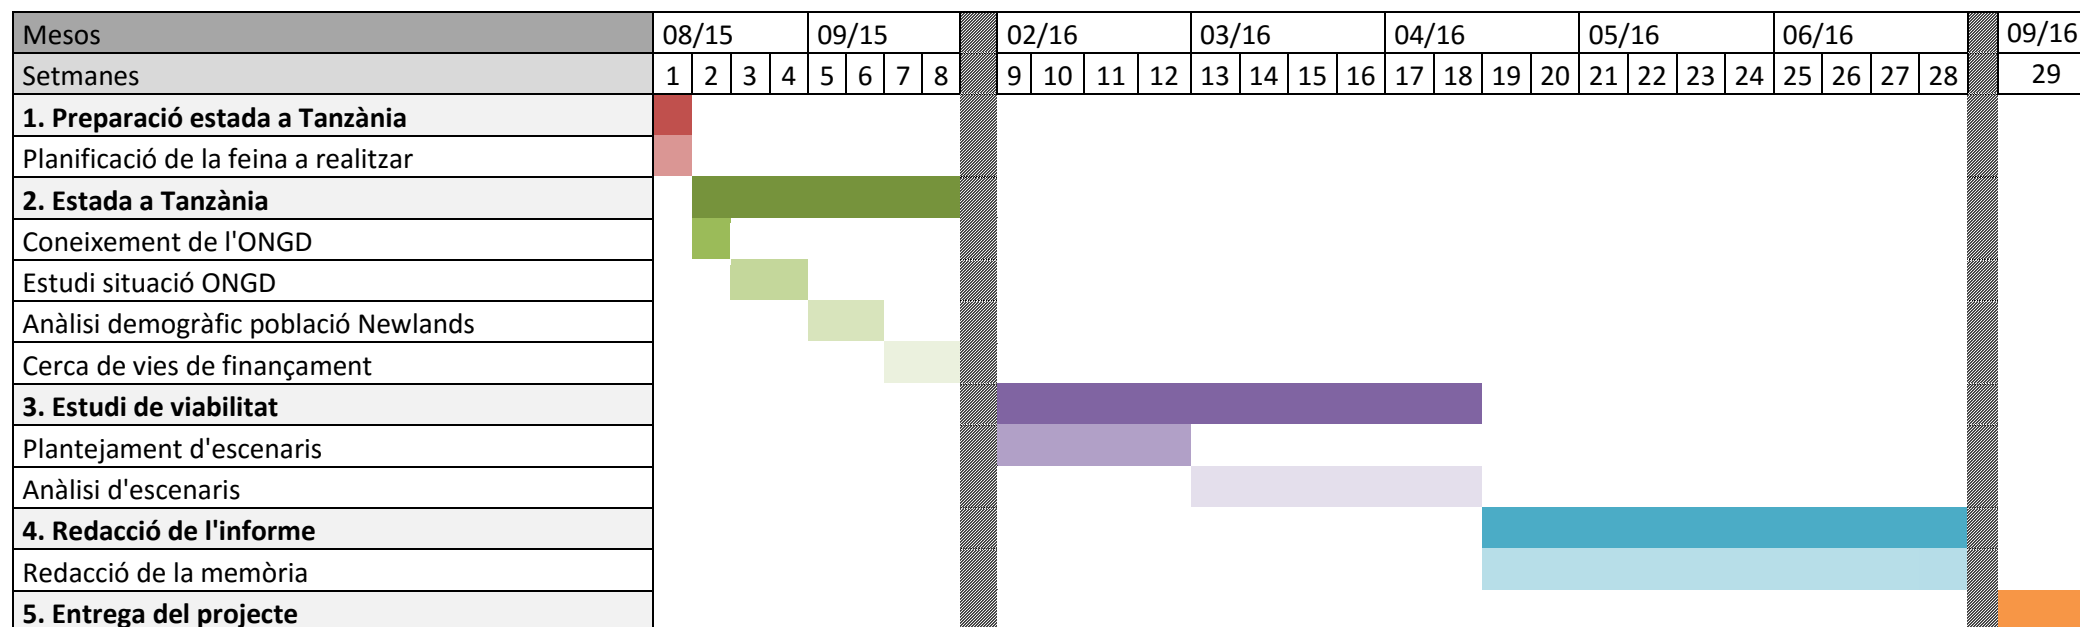 Mesos 08/15 09/15 02/16 03/16 04/16 05/16 06/16 09/16
Setmanes 1 2 3 4 5 6 7 8 9 10 11 12 13 14 15 16 17 18 19 20 21 22 23 24 25 26 27 28 29
1. Preparació estada a Tanzània
Planificació de la feina a realitzar
2. Estada a Tanzània
Coneixement de l'ONGD
Estudi situació ONGD
Anàlisi demogràfic població Newlands
Cerca de vies de finançament
3. Estudi de viabilitat
Plantejament d'escenaris
Anàlisi d'escenaris
4. Redacció de l'informe
Redacció de la memòria
5. Entrega del projecte